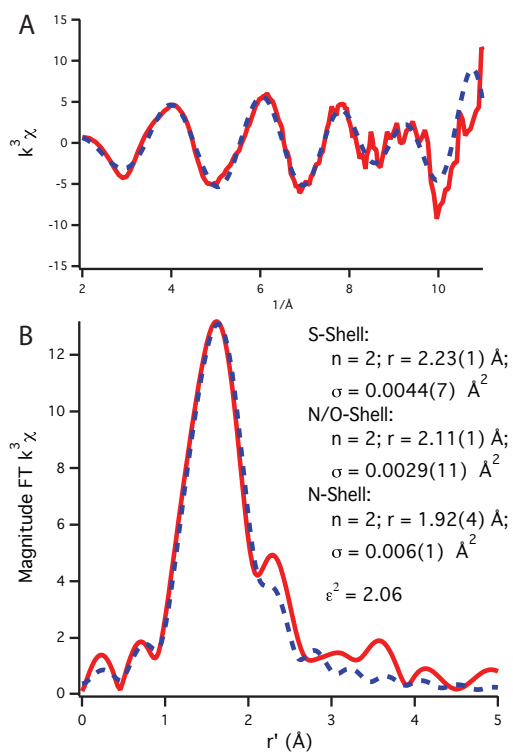 A
15
10
5
0
-5
-10
-15
k³χ
2 4 6 8 10
1/Å
B
12
10
8
6
4
2
0
Magnitude FT k³χ
S-Shell:
n = 2; r = 2.23(1) Å;
σ = 0.0044(7) Å²
N/O-Shell:
n = 2; r = 2.11(1) Å;
σ = 0.0029(11) Å²
N-Shell:
n = 2; r = 1.92(4) Å;
σ = 0.006(1) Å²
ε² = 2.06
0 1 2 3 4 5
r' (Å)